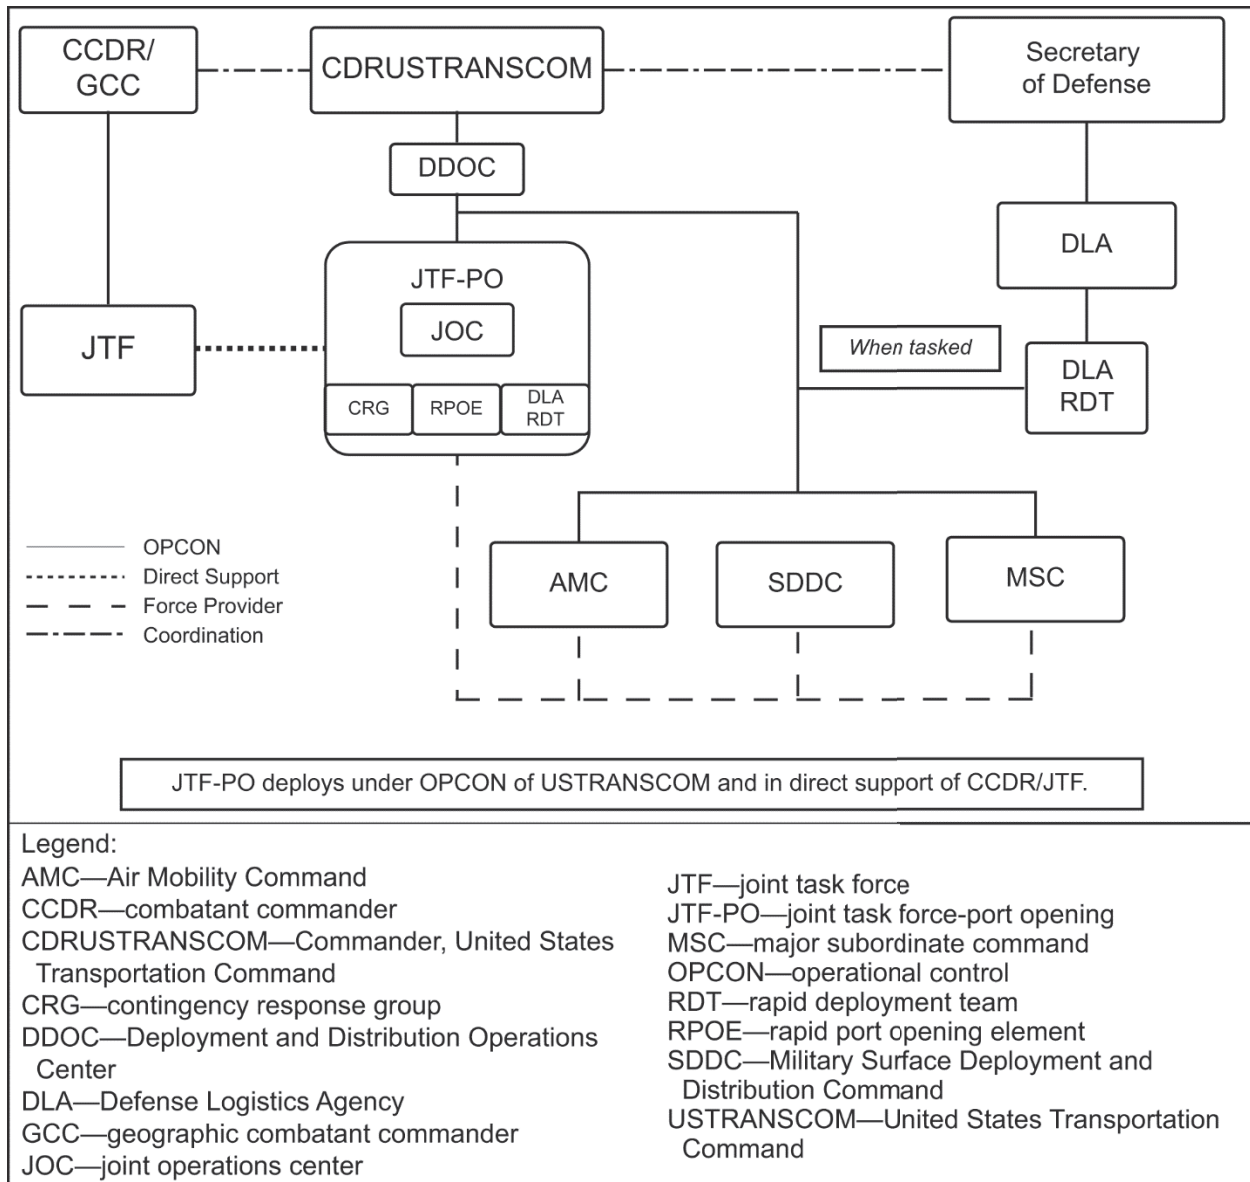 CCDR/
GCC
CDRUSTRANSCOM
Secretary
of Defense
DDOC
DLA
JTF-PO
JOC
JTF
When tasked
DLA
RDT
CRG
RPOE
DLA
RDT
OPCON
Direct Support
Force Provider
Coordination
AMC
SDDC
MSC
JTF-PO deploys under OPCON of USTRANSCOM and in direct support of CCDR/JTF.
Legend:
AMC—Air Mobility Command
CCDR—combatant commander
CDRUSTRANSCOM—Commander, United States
Transportation Command
CRG—contingency response group
DDOC—Deployment and Distribution Operations
Center
DLA—Defense Logistics Agency
GCC—geographic combatant commander
JOC—joint operations center
JTF—joint task force
JTF-PO—joint task force-port opening
MSC—major subordinate command
OPCON—operational control
RDT—rapid deployment team
RPOE—rapid port opening element
SDDC—Military Surface Deployment and
Distribution Command
USTRANSCOM—United States Transportation
Command